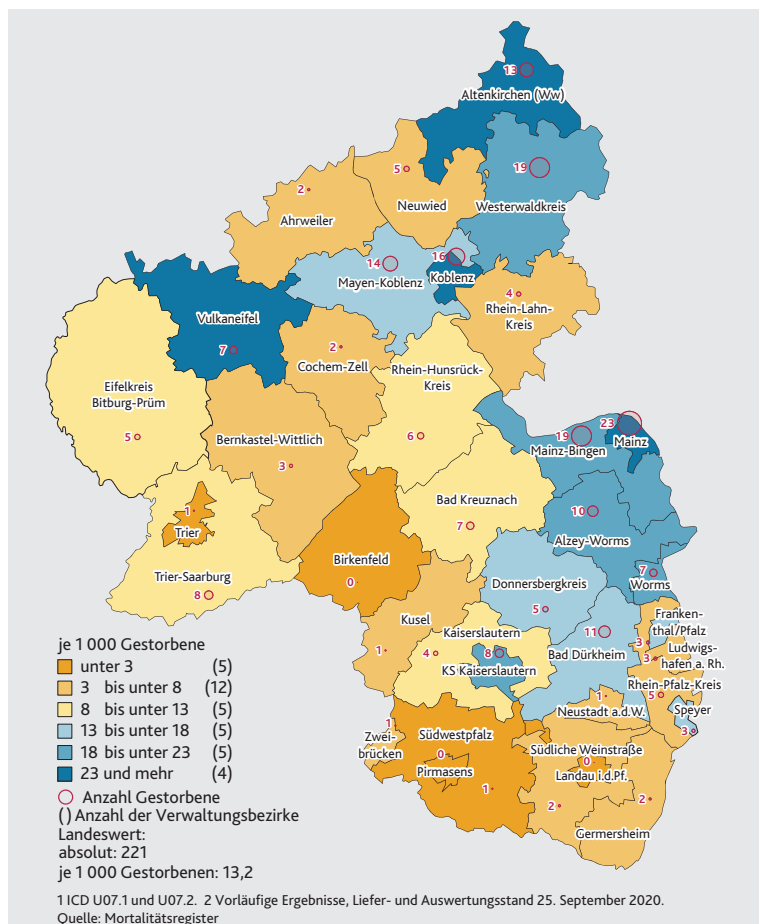 13
Altenkirchen (Ww)
19
Westerwaldkreis
5
Neuwied
2
Ahrweiler
14
Mayen-Koblenz
16
Koblenz
4
Rhein-Lahn-
Kreis
Vulkaneifel
7
2
Cochem-Zell
Rhein-Hunsrück-
Kreis
6
Eifelkreis
Bitburg-Prüm
5
Bernkastel-Wittlich
3
23
Mainz
19
Mainz-Bingen
Bad Kreuznach
7
10
Alzey-Worms
1
Trier
Trier-Saarburg
8
Birkenfeld
0
7
Worms
Donnersbergkreis
5
Kusel
1
Kaiserslautern
4
8
KS Kaiserslautern
11
Bad Dürkheim
Franken-
thal/Pfalz
3
Ludwigs-
hafen a. Rh.
3
Rhein-Pfalz-Kreis
5
Speyer
3
1
Neustadt a.d.W.
1
Zwei-
brücken
Südwestpfalz
0
Pirmasens
1
Südliche Weinstraße
0
Landau i.d.Pf.
2
2
Germersheim
je 1 000 Gestorbene
unter 3 (5)
3 bis unter 8 (12)
8 bis unter 13 (5)
13 bis unter 18 (5)
18 bis unter 23 (5)
23 und mehr (4)
Anzahl Gestorbene
( ) Anzahl der Verwaltungsbezirke
Landeswert:
absolut: 221
je 1 000 Gestorbenen: 13,2
1 ICD U07.1 und U07.2. 2 Vorläufige Ergebnisse, Liefer- und Auswertungsstand 25. September 2020.
Quelle: Mortalitätsregister